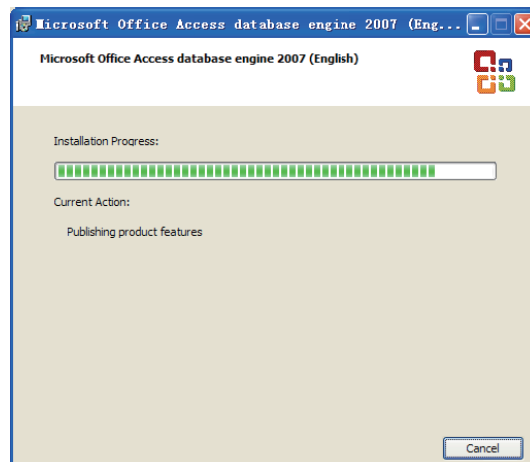 Microsoft Office Access database engine 2007 (Eng...
Microsoft Office Access database engine 2007 (English)
Installation Progress:
Current Action:
Publishing product features
Cancel